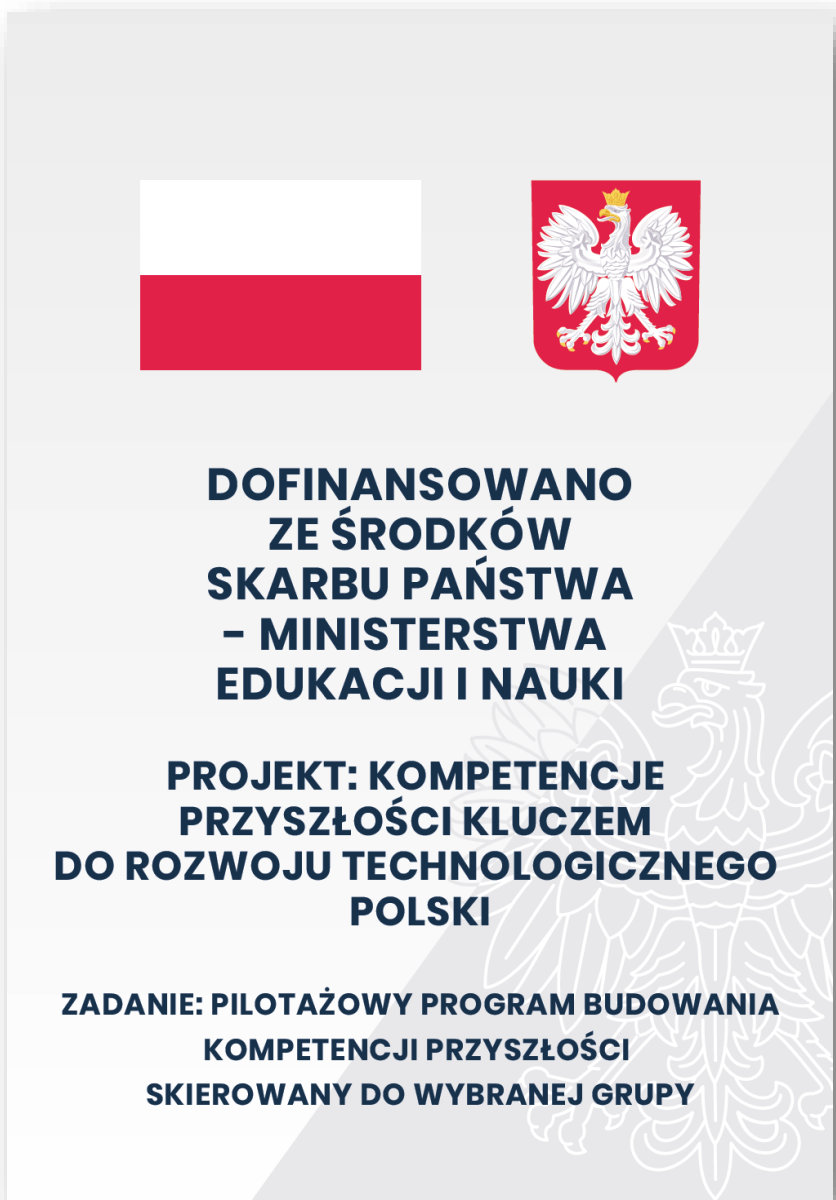 DOFINANSOWANO
ZE ŚRODKÓW
SKARBU PAŃSTWA
- MINISTERSTWA
EDUKACJI I NAUKI
PROJEKT: KOMPETENCJE
PRZYSZŁOŚCI KLUCZEM
DO ROZWOJU TECHNOLOGICZNEGO
POLSKI
ZADANIE: PILOTAŻOWY PROGRAM BUDOWANIA
KOMPETENCJI PRZYSZŁOŚCI
SKIEROWANY DO WYBRANEJ GRUPY